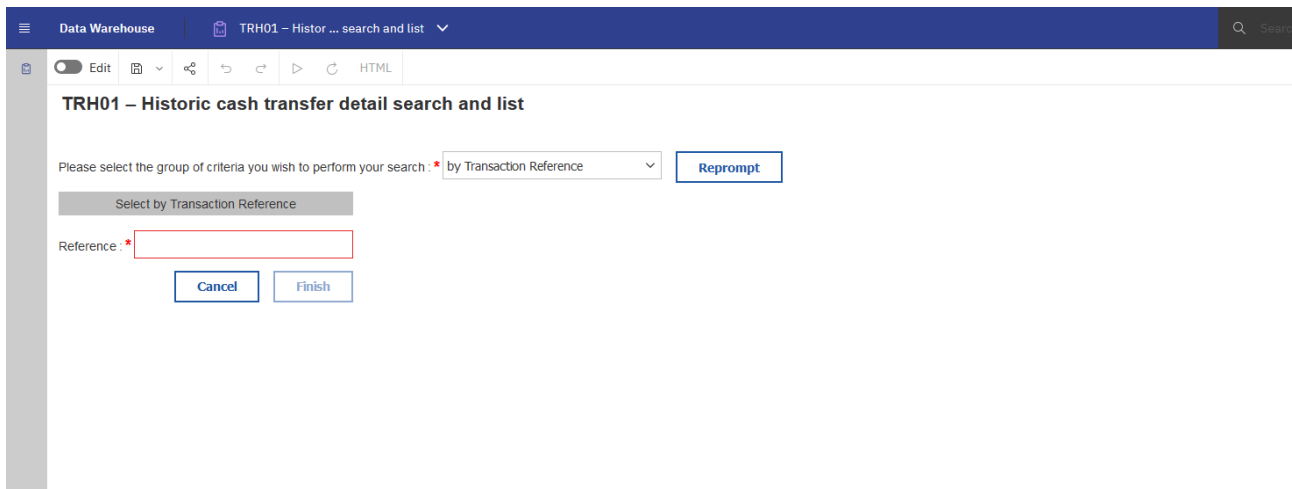 Data Warehouse
TRH01 – Histor ... search and list
Searc
Edit
HTML
TRH01 – Historic cash transfer detail search and list
Please select the group of criteria you wish to perform your search : * by Transaction Reference
Reprompt
Select by Transaction Reference
Reference : *
Cancel
Finish